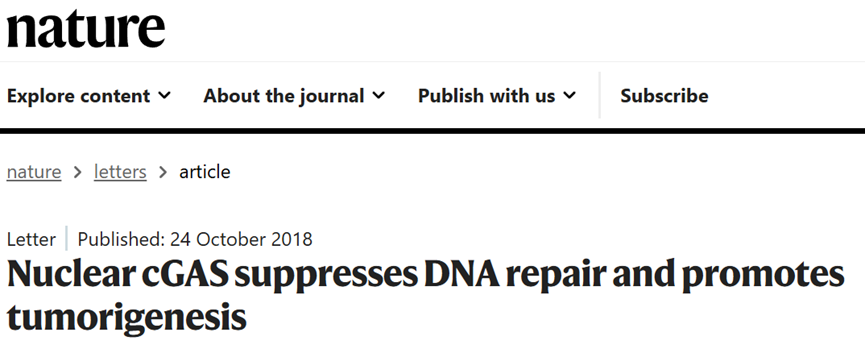 nature
Explore content About the journal Publish with us Subscribe
nature > letters > article
Letter | Published: 24 October 2018
Nuclear cGAS suppresses DNA repair and promotes
tumorigenesis